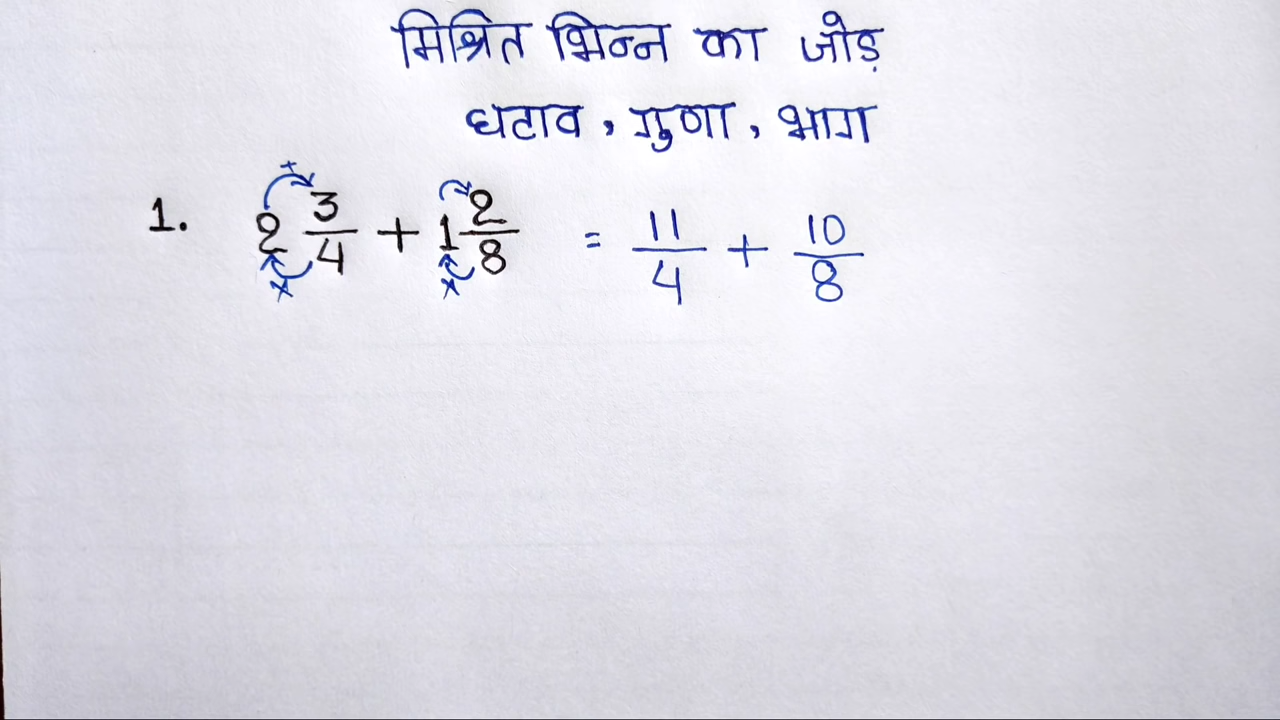 मिश्रित भिन्न का जोड़
घटाव, गुणा, भाग
1. 2 3/4 + 1 2/8 = 11/4 + 10/8